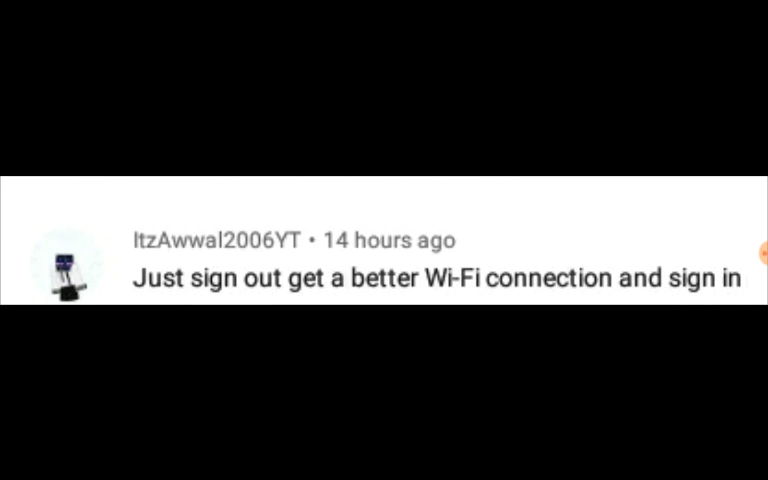 ItzAwwal2006YT • 14 hours ago
Just sign out get a better Wi-Fi connection and sign in